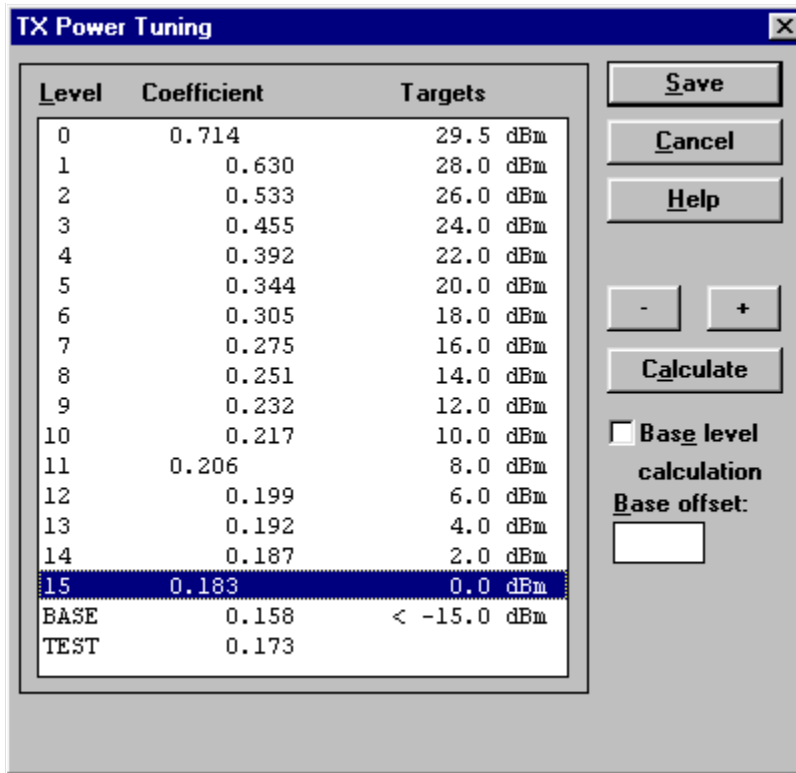 TX Power Tuning
Level Coefficient Targets
0 0.714 29.5 dBm
1 0.630 28.0 dBm
2 0.533 26.0 dBm
3 0.455 24.0 dBm
4 0.392 22.0 dBm
5 0.344 20.0 dBm
6 0.305 18.0 dBm
7 0.275 16.0 dBm
8 0.251 14.0 dBm
9 0.232 12.0 dBm
10 0.217 10.0 dBm
11 0.206 8.0 dBm
12 0.199 6.0 dBm
13 0.192 4.0 dBm
14 0.187 2.0 dBm
15 0.183 0.0 dBm
BASE 0.158 < -15.0 dBm
TEST 0.173
Save
Cancel
Help
- +
Calculate
Base level
calculation
Base offset: